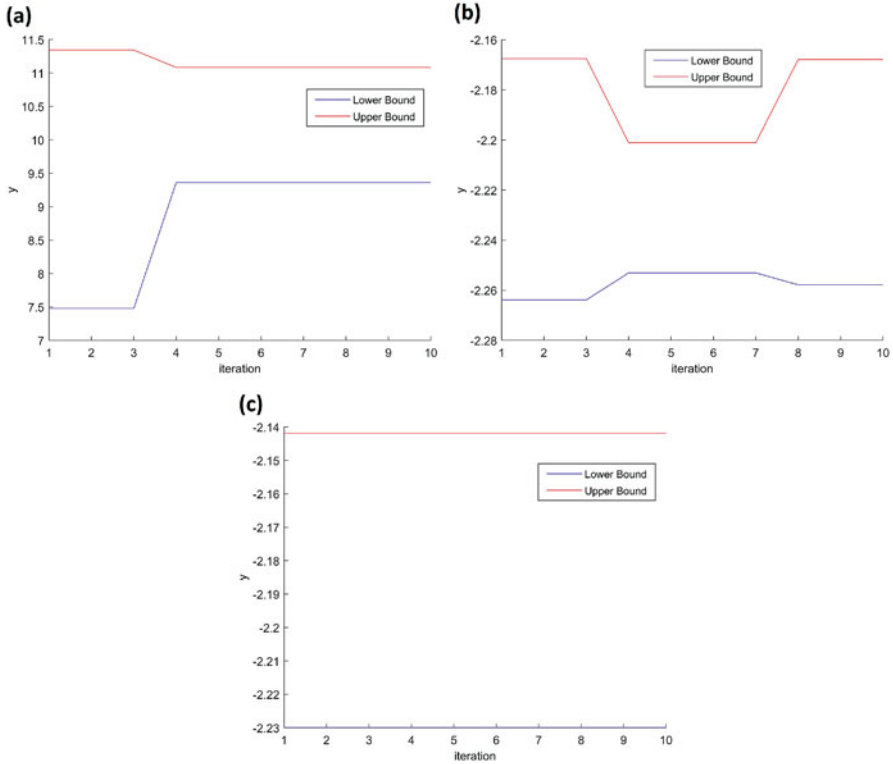 (a)
11.5
11
10.5
10
9.5
9
8.5
8
7.5
7
y
1 2 3 4 5 6 7 8 9 10
iteration
Lower Bound
Upper Bound
(b)
-2.16
-2.18
-2.2
-2.22
-2.24
-2.26
-2.28
y
1 2 3 4 5 6 7 8 9 10
iteration
Lower Bound
Upper Bound
(c)
-2.14
-2.15
-2.16
-2.17
-2.18
-2.19
-2.2
-2.21
-2.22
-2.23
y
1 2 3 4 5 6 7 8 9 10
iteration
Lower Bound
Upper Bound